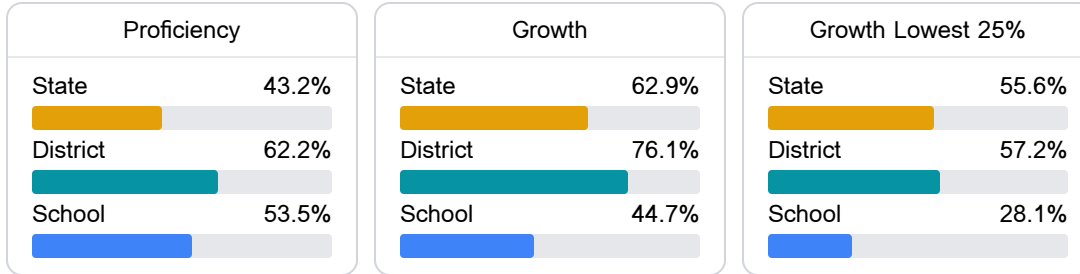 Proficiency
State 43.2%
District 62.2%
School 53.5%
Growth
State 62.9%
District 76.1%
School 44.7%
Growth Lowest 25%
State 55.6%
District 57.2%
School 28.1%